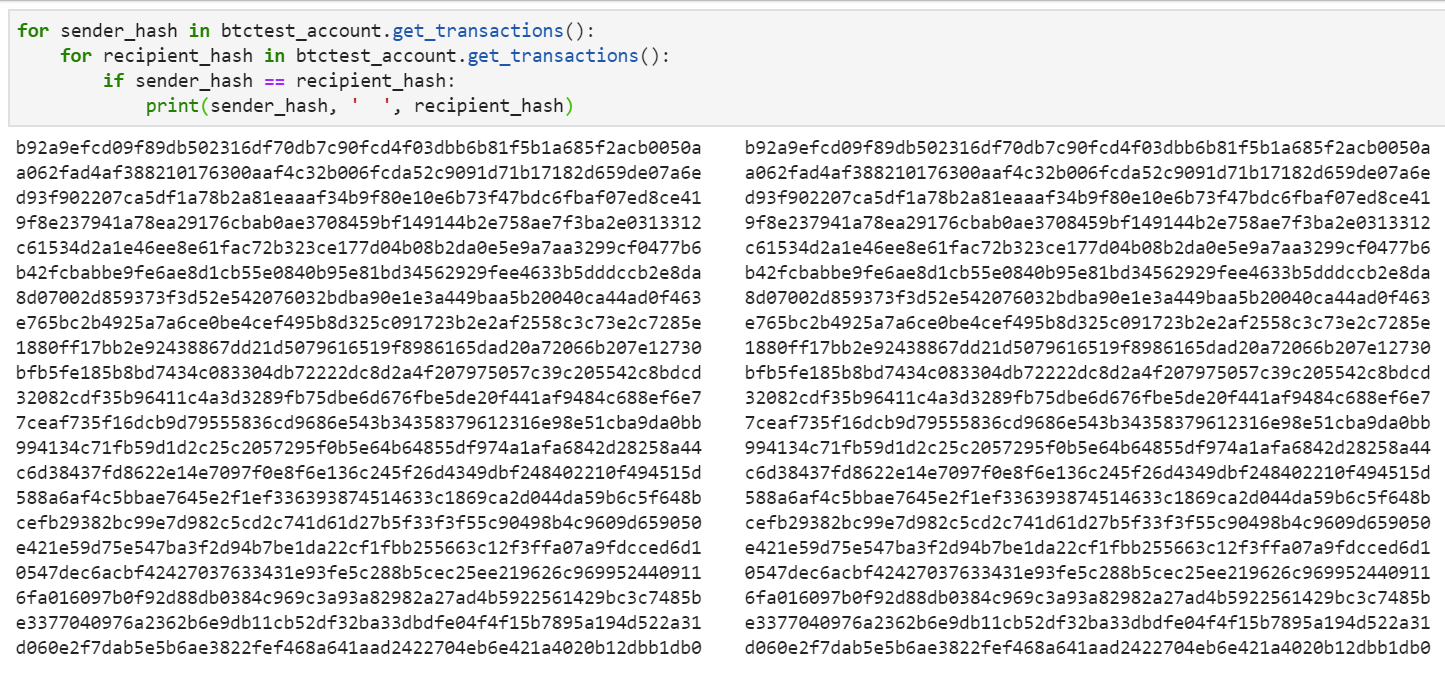 for sender_hash in btctest_account.get_transactions():
    for recipient_hash in btctest_account.get_transactions():
        if sender_hash == recipient_hash:
            print(sender_hash, '  ', recipient_hash)
b92a9efcd09f89db502316df70db7c90fcd4f03dbb6b81f5b1a685f2acb0050a    b92a9efcd09f89db502316df70db7c90fcd4f03dbb6b81f5b1a685f2acb0050a
a062fad4af388210176300aaf4c32b006fcda52c9091d71b17182d659de07a6e    a062fad4af388210176300aaf4c32b006fcda52c9091d71b17182d659de07a6e
d93f902207ca5df1a78b2a81eaaaf34b9f80e10e6b73f47bdc6fbaf07ed8ce41    d93f902207ca5df1a78b2a81eaaaf34b9f80e10e6b73f47bdc6fbaf07ed8ce41
9f8e237941a78ea29176cbab0ae3708459bf149144b2e758ae7f3ba2e0313312    9f8e237941a78ea29176cbab0ae3708459bf149144b2e758ae7f3ba2e0313312
c61534d2a1e46ee8e61fac72b323ce177d04b08b2da0e5e9a7aa3299cf0477b6    c61534d2a1e46ee8e61fac72b323ce177d04b08b2da0e5e9a7aa3299cf0477b6
b42fcbabbe9fe6ae8d1cb55e0840b95e81bd34562929fee4633b5dddccb2e8da    b42fcbabbe9fe6ae8d1cb55e0840b95e81bd34562929fee4633b5dddccb2e8da
8d07002d859373f3d52e542076032bdba90e1e3a449baa5b20040ca44ad0f463    8d07002d859373f3d52e542076032bdba90e1e3a449baa5b20040ca44ad0f463
e765bc2b4925a7a6ce0be4cef495b8d325c091723b2e2af2558c3c73e2c7285e    e765bc2b4925a7a6ce0be4cef495b8d325c091723b2e2af2558c3c73e2c7285e
1880ff17bb2e92438867dd21d5079616519f8986165dad20a72066b207e12730    1880ff17bb2e92438867dd21d5079616519f8986165dad20a72066b207e12730
bfb5fe185b8bd7434c083304db72222dc8d2a4f207975057c39c205542c8bdcd    bfb5fe185b8bd7434c083304db72222dc8d2a4f207975057c39c205542c8bdcd
32082cdf35b96411c4a3d3289fb75dbe6d676fbe5de20f441af9484c688ef6e7    32082cdf35b96411c4a3d3289fb75dbe6d676fbe5de20f441af9484c688ef6e7
7ceaf735f16dcb9d79555836cd9686e543b34358379612316e98e51cba9da0bb    7ceaf735f16dcb9d79555836cd9686e543b34358379612316e98e51cba9da0bb
994134c71fb59d1d2c25c2057295f0b5e64b64855df974a1afa6842d28258a44    994134c71fb59d1d2c25c2057295f0b5e64b64855df974a1afa6842d28258a44
c6d38437fd8622e14e7097f0e8f6e136c245f26d4349dbf248402210f494515d    c6d38437fd8622e14e7097f0e8f6e136c245f26d4349dbf248402210f494515d
588a6af4c5bbae7645e2f1ef336393874514633c1869ca2d044da59b6c5f648b    588a6af4c5bbae7645e2f1ef336393874514633c1869ca2d044da59b6c5f648b
cefb29382bc99e7d982c5cd2c741d61d27b5f33f3f55c90498b4c9609d659050    cefb29382bc99e7d982c5cd2c741d61d27b5f33f3f55c90498b4c9609d659050
e421e59d75e547ba3f2d94b7be1da22cf1fbb255663c12f3ffa07a9fdcced6d1    e421e59d75e547ba3f2d94b7be1da22cf1fbb255663c12f3ffa07a9fdcced6d1
0547dec6acbf42427037633431e93fe5c288b5cec25ee219626c969952440911    0547dec6acbf42427037633431e93fe5c288b5cec25ee219626c969952440911
6fa016097b0f92d88db0384c969c3a93a82982a27ad4b5922561429bc3c7485b    6fa016097b0f92d88db0384c969c3a93a82982a27ad4b5922561429bc3c7485b
e3377040976a2362b6e9db11cb52df32ba33dbdfe04f4f15b7895a194d522a31    e3377040976a2362b6e9db11cb52df32ba33dbdfe04f4f15b7895a194d522a31
d060e2f7dab5e5b6ae3822fef468a641aad2422704eb6e421a4020b12dbb1db0    d060e2f7dab5e5b6ae3822fef468a641aad2422704eb6e421a4020b12dbb1db0